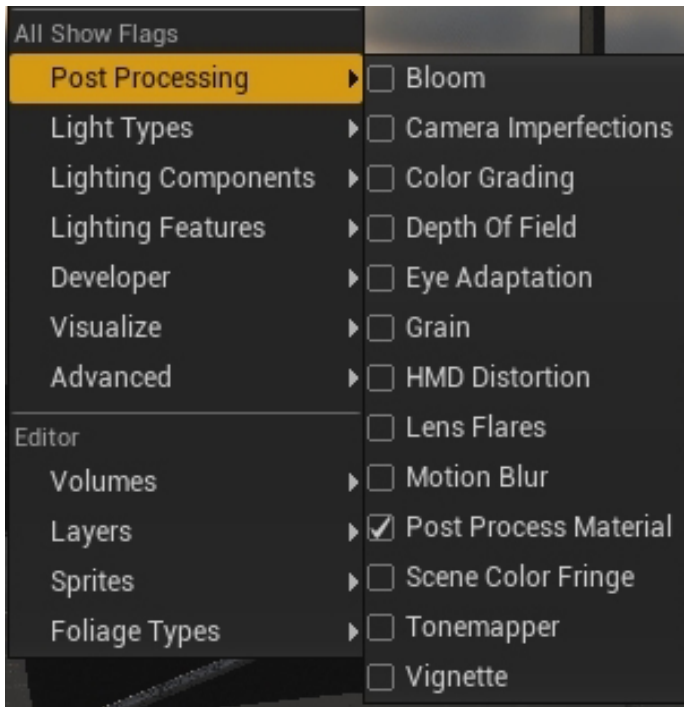 All Show Flags
Post Processing
Light Types
Lighting Components
Lighting Features
Developer
Visualize
Advanced
Editor
Volumes
Layers
Sprites
Foliage Types
Bloom
Camera Imperfections
Color Grading
Depth Of Field
Eye Adaptation
Grain
HMD Distortion
Lens Flares
Motion Blur
Post Process Material
Scene Color Fringe
Tonemapper
Vignette